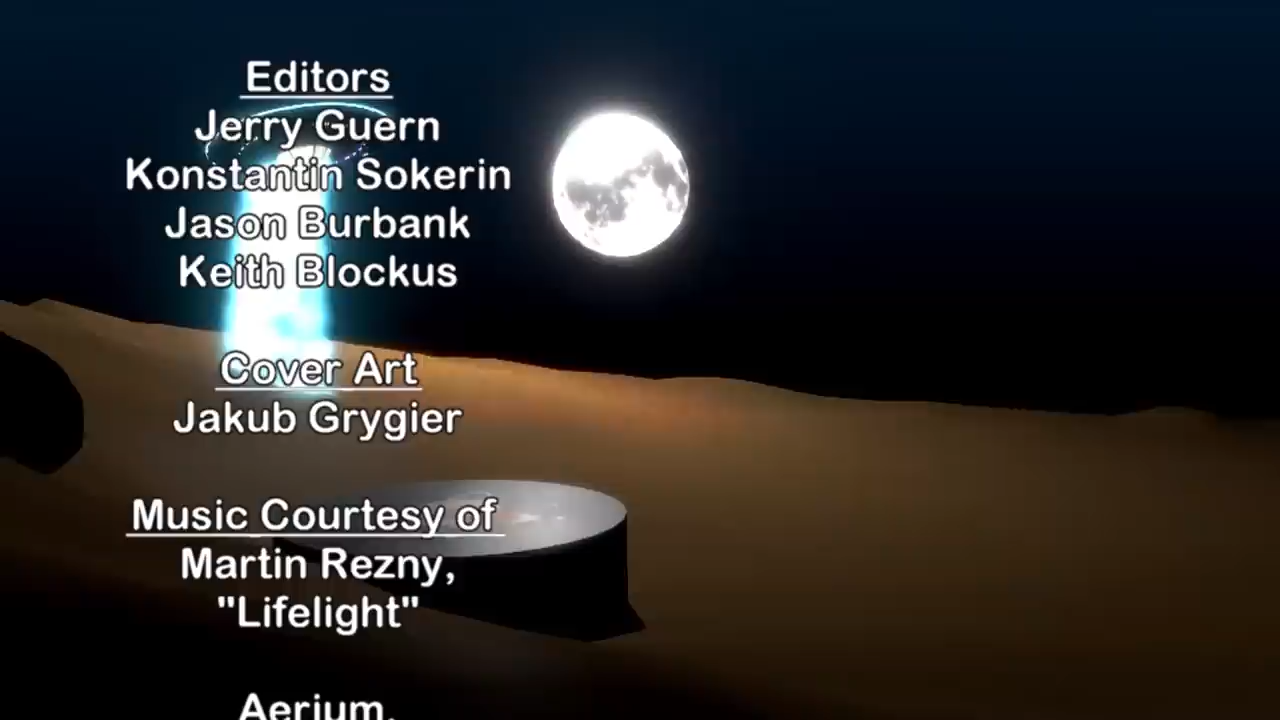 Editors
Jerry Guern
Konstantin Sokerin
Jason Burbank
Keith Blockus
Cover Art
Jakub Grygier
Music Courtesy of
Martin Rezny,
"Lifelight"
Aerium,